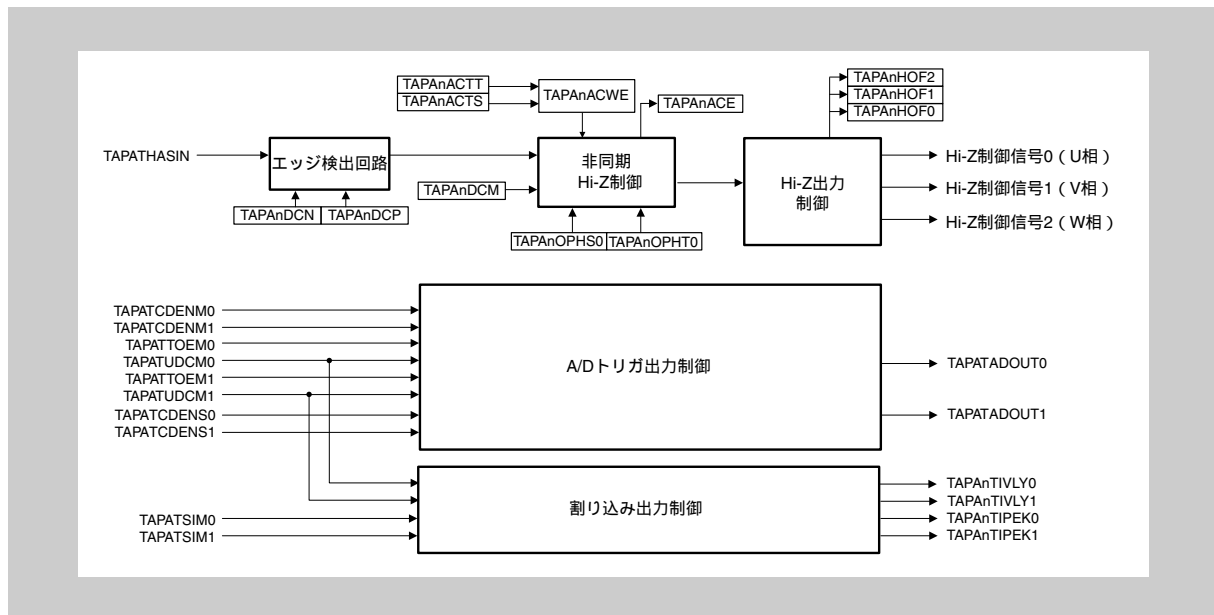 TAPAnACTT
TAPAnACTS
TAPAnACWE
TAPAnACE
TAPAnHOF2
TAPAnHOF1
TAPAnHOF0
TAPATHASIN
エッジ検出回路
TAPAnDCN
TAPAnDCP
TAPAnDCM
非同期
Hi-Z制御
TAPAnOPHS0
TAPAnOPHT0
Hi-Z出力
制御
Hi-Z制御信号0(U相)
Hi-Z制御信号1(V相)
Hi-Z制御信号2(W相)
TAPATCDENM0
TAPATCDENM1
TAPATTOEM0
TAPATUDCM0
TAPATTOEM1
TAPATUDCM1
TAPATCDENS0
TAPATCDENS1
A/Dトリガ出力制御
TAPATADOUT0
TAPATADOUT1
TAPATSIM0
TAPATSIM1
割り込み出力制御
TAPAnTIVLY0
TAPAnTIVLY1
TAPAnTIPEK0
TAPAnTIPEK1